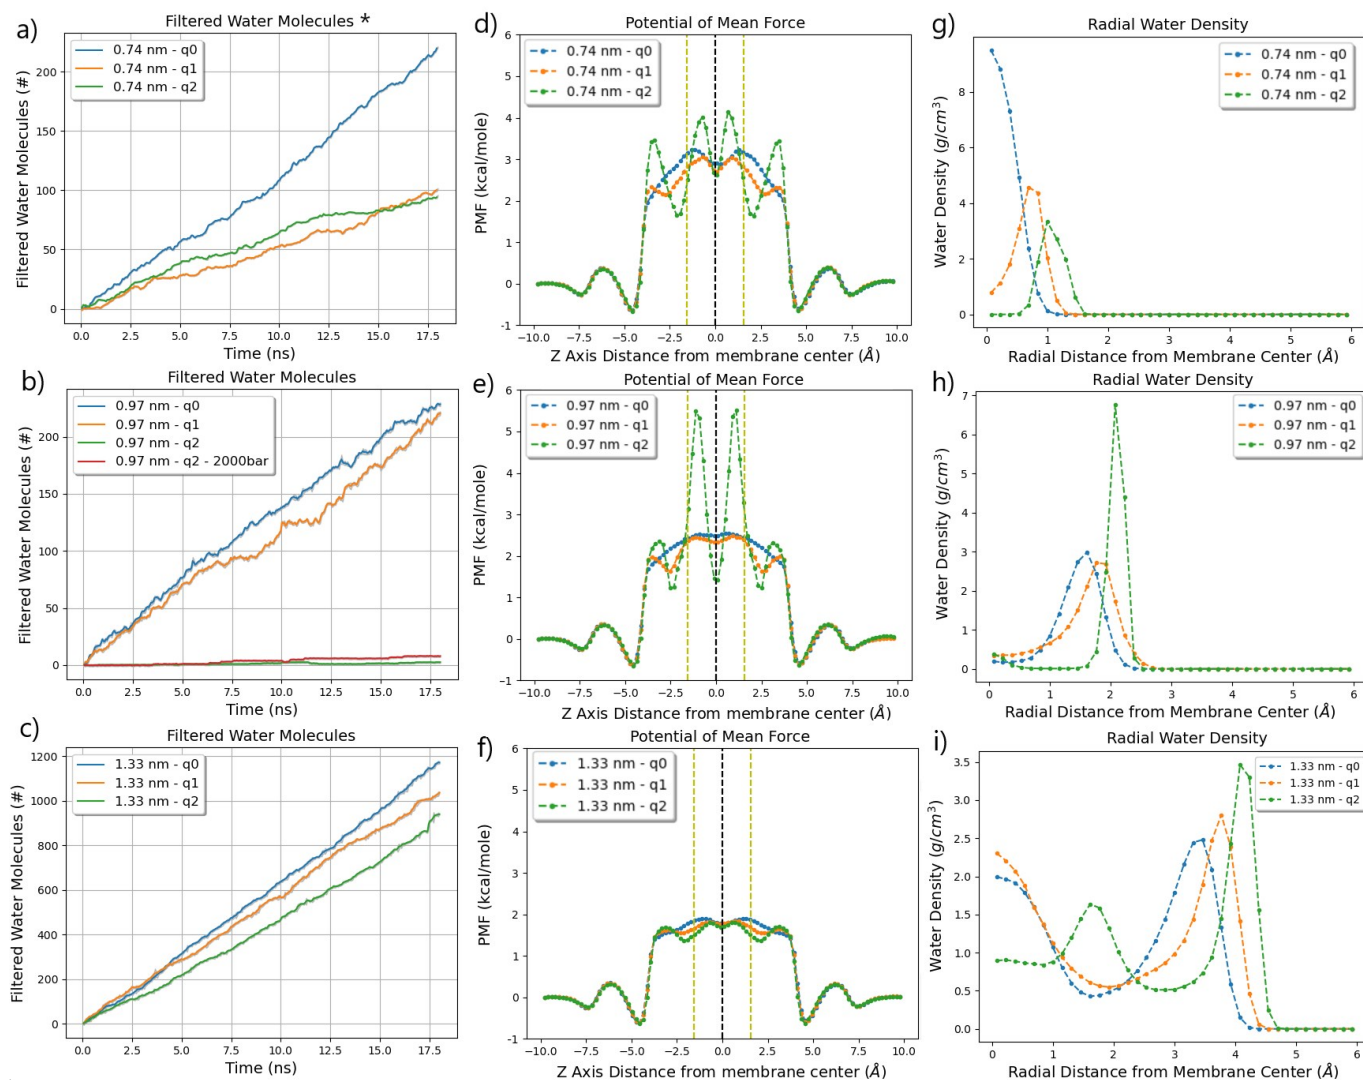 a)
Filtered Water Molecules *
0.74 nm - q0
0.74 nm - q1
0.74 nm - q2
200
150
100
50
0
Filtered Water Molecules (#)
0.0 2.5 5.0 7.5 10.0 12.5 15.0 17.5
Time (ns)
d)
Potential of Mean Force
0.74 nm - q0
0.74 nm - q1
0.74 nm - q2
6
5
4
3
2
1
0
-1
PMF (kcal/mole)
-10.0 -7.5 -5.0 -2.5 0.0 2.5 5.0 7.5 10.0
Z Axis Distance from membrane center (Å)
g)
Radial Water Density
0.74 nm - q0
0.74 nm - q1
0.74 nm - q2
8
6
4
2
0
Water Density (g/cm³)
0 1 2 3 4 5 6
Radial Distance from Membrane Center (Å)
b)
Filtered Water Molecules
0.97 nm - q0
0.97 nm - q1
0.97 nm - q2
0.97 nm - q2 - 2000bar
200
150
100
50
0
Filtered Water Molecules (#)
0.0 2.5 5.0 7.5 10.0 12.5 15.0 17.5
Time (ns)
e)
Potential of Mean Force
0.97 nm - q0
0.97 nm - q1
0.97 nm - q2
6
5
4
3
2
1
0
-1
PMF (kcal/mole)
-10.0 -7.5 -5.0 -2.5 0.0 2.5 5.0 7.5 10.0
Z Axis Distance from membrane center (Å)
h)
Radial Water Density
0.97 nm - q0
0.97 nm - q1
0.97 nm - q2
7
6
5
4
3
2
1
0
Water Density (g/cm³)
0 1 2 3 4 5 6
Radial Distance from Membrane Center (Å)
c)
Filtered Water Molecules
1.33 nm - q0
1.33 nm - q1
1.33 nm - q2
1200
1000
800
600
400
200
0
Filtered Water Molecules (#)
0.0 2.5 5.0 7.5 10.0 12.5 15.0 17.5
Time (ns)
f)
Potential of Mean Force
1.33 nm - q0
1.33 nm - q1
1.33 nm - q2
6
5
4
3
2
1
0
-1
PMF (kcal/mole)
-10.0 -7.5 -5.0 -2.5 0.0 2.5 5.0 7.5 10.0
Z Axis Distance from membrane center (Å)
i)
Radial Water Density
1.33 nm - q0
1.33 nm - q1
1.33 nm - q2
3.5
3.0
2.5
2.0
1.5
1.0
0.5
0.0
Water Density (g/cm³)
0 1 2 3 4 5 6
Radial Distance from Membrane Center (Å)